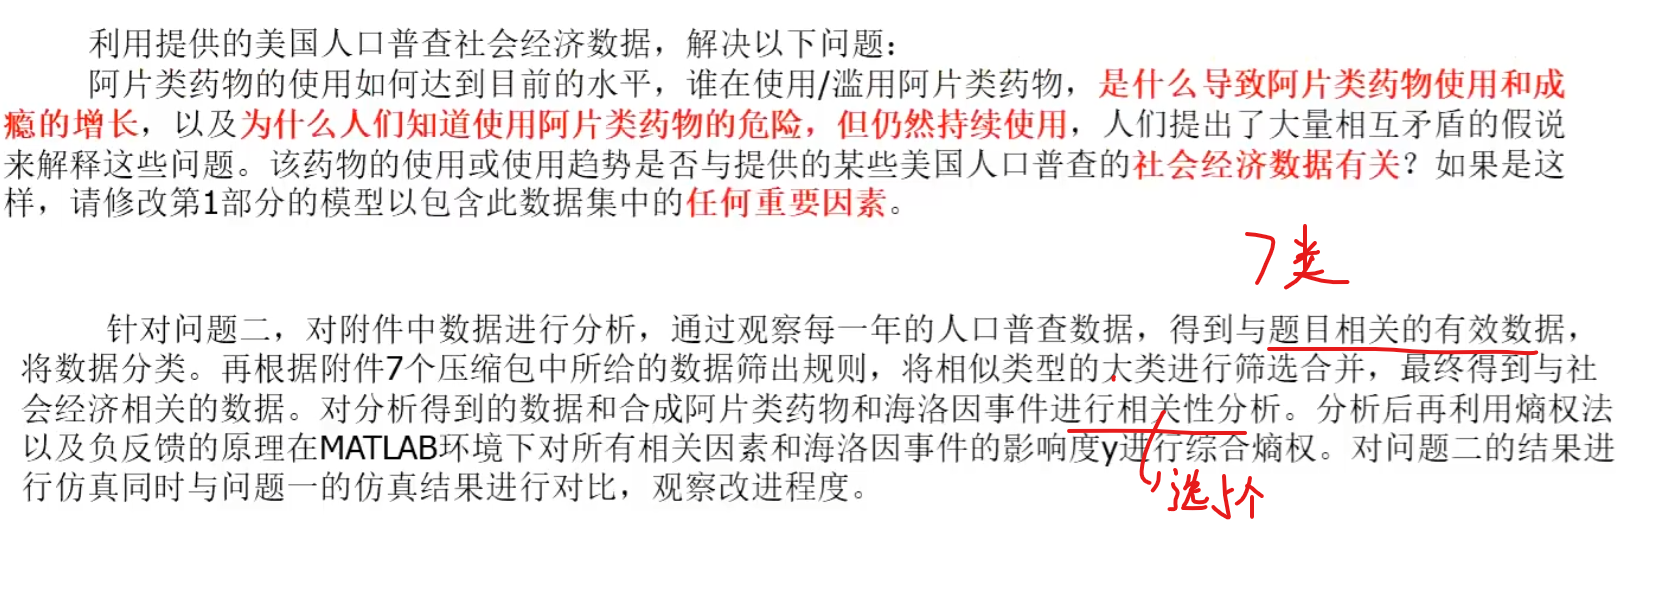 利用提供的美国人口普查社会经济数据，解决以下问题：
阿片类药物的使用如何达到目前的水平，谁在使用/滥用阿片类药物，是什么导致阿片类药物使用和成
瘾的增长，以及为什么人们知道使用阿片类药物的危险，但仍然持续使用，人们提出了大量相互矛盾的假说
来解释这些问题。该药物的使用或使用趋势是否与提供的某些美国人口普查的社会经济数据有关？如果是这
样，请修改第1部分的模型以包含此数据集中的任何重要因素。
7类
针对问题二，对附件中数据进行分析，通过观察每一年的人口普查数据，得到与题目相关的有效数据，
将数据分类。再根据附件7个压缩包中所给的数据筛出规则，将相似类型的大类进行筛选合并，最终得到与社
会经济相关的数据。对分析得到的数据和合成阿片类药物和海洛因事件进行相关性分析。分析后再利用熵权法
以及负反馈的原理在MATLAB环境下对所有相关因素和海洛因事件的影响度y进行综合熵权。对问题二的结果进
行仿真同时与问题一的仿真结果进行对比，观察改进程度。
选5个